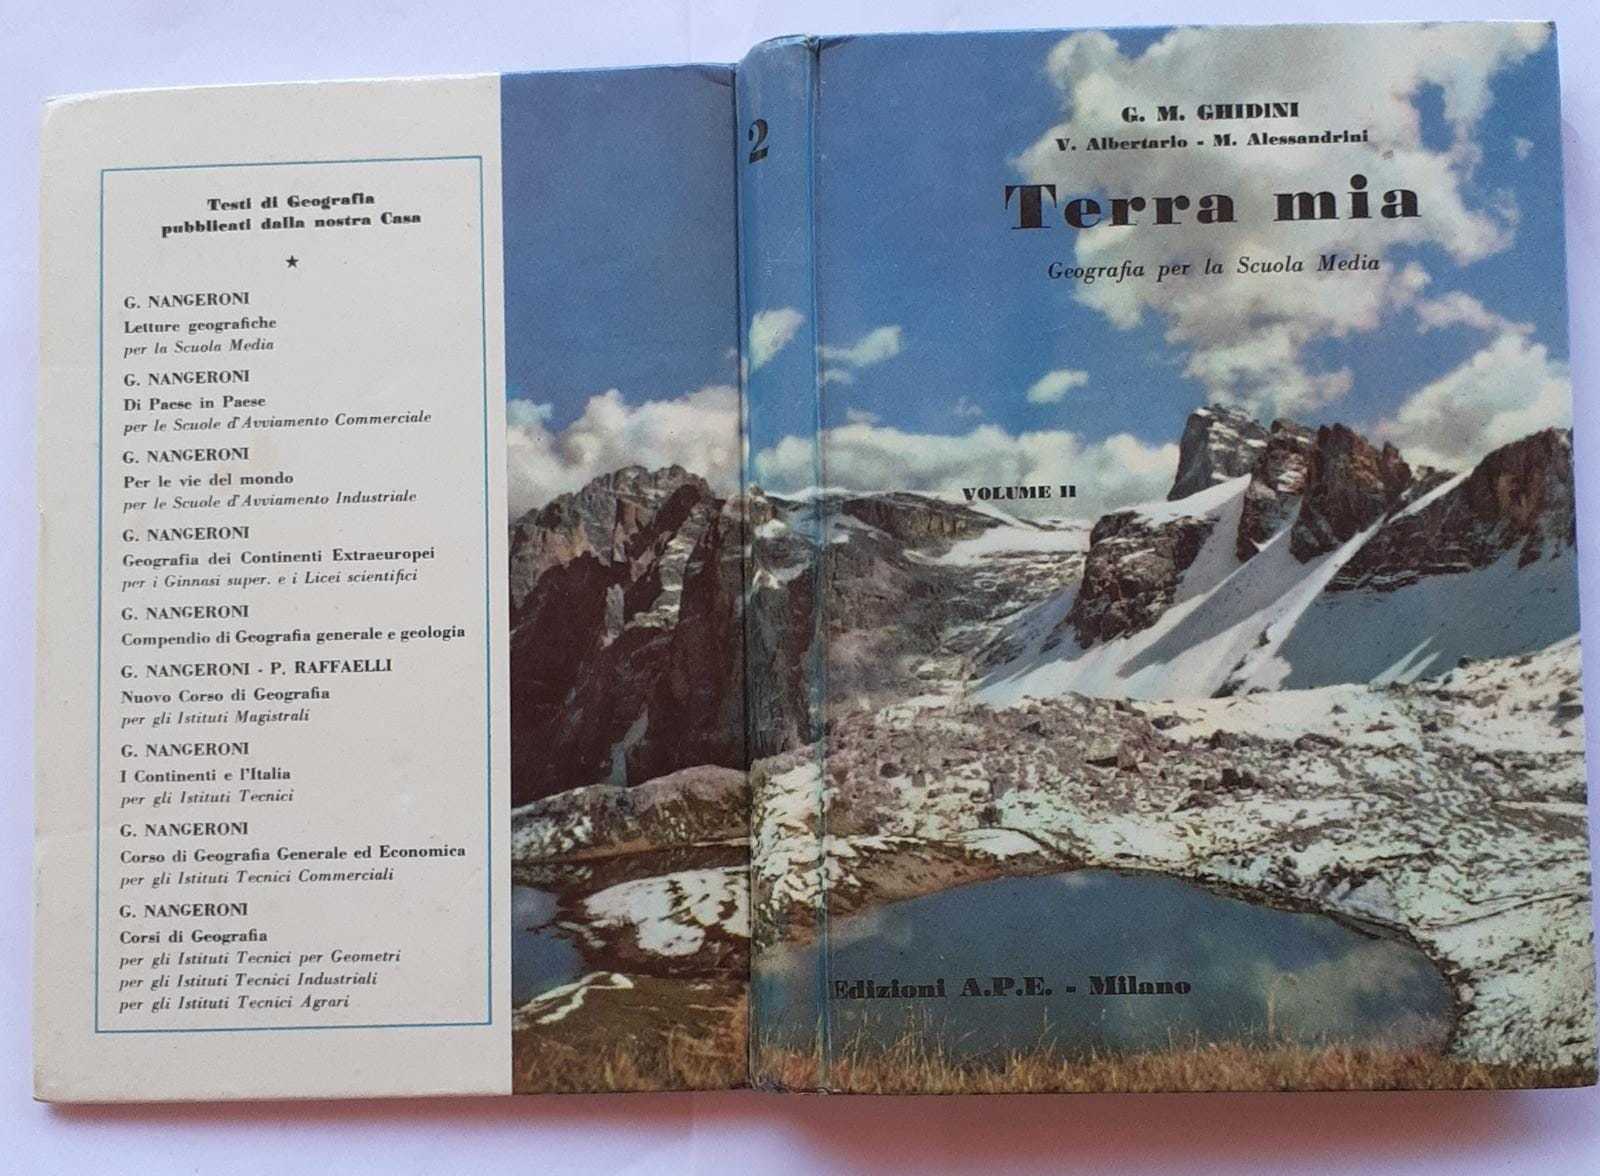 Testi di Geografia
pubblicati dalla nostra Casa
★
G. NANGERONI
Letture geografiche
per la Scuola Media
G. NANGERONI
Di Paese in Paese
per le Scuole d'Avviamento Commerciale
G. NANGERONI
Per le vie del mondo
per le Scuole d'Avviamento Industriale
G. NANGERONI
Geografia dei Continenti Extraeuropei
per i Ginnasi super. e i Licei scientifici
G. NANGERONI
Compendio di Geografia generale e geologia
G. NANGERONI - P. RAFFAELLI
Nuovo Corso di Geografia
per gli Istituti Magistrali
G. NANGERONI
I Continenti e l'Italia
per gli Istituti Tecnici
G. NANGERONI
Corso di Geografia Generale ed Economica
per gli Istituti Tecnici Commerciali
G. NANGERONI
Corsi di Geografia
per gli Istituti Tecnici per Geometri
per gli Istituti Tecnici Industriali
per gli Istituti Tecnici Agrari
2
G. M. GHIDINI
V. Albertario - M. Alessandrini
Terra mia
Geografia per la Scuola Media
VOLUME II
Edizioni A.P.E. - Milano